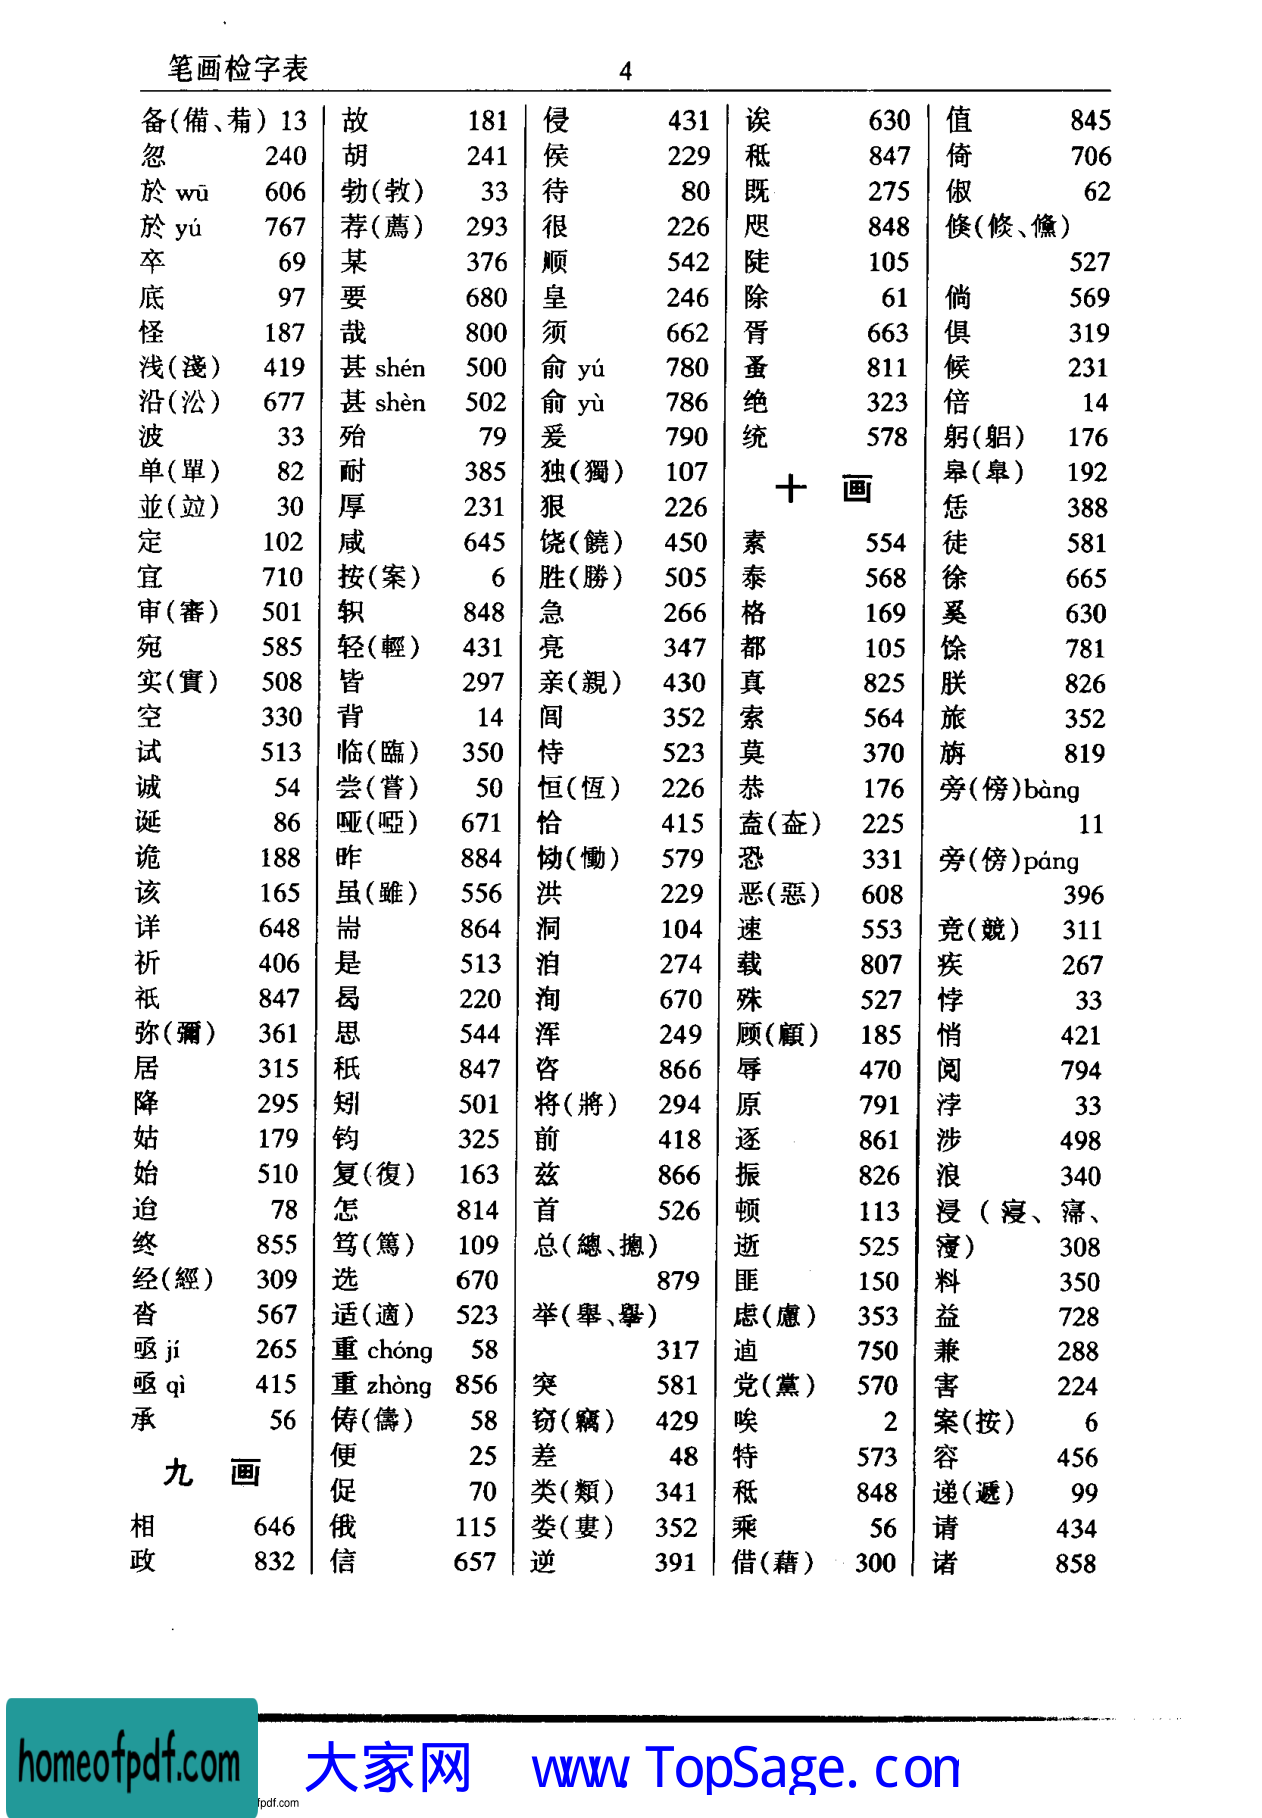 笔画检字表 4
备(備、俻) 13
忽 240
於 wū 606
於 yú 767
卒 69
底 97
怪 187
浅(淺) 419
沿(㳂) 677
波 33
单(單) 82
並(竝) 30
定 102
宜 710
审(審) 501
宛 585
实(實) 508
空 330
试 513
诚 54
诞 86
诡 188
该 165
详 648
祈 406
祇 847
弥(彌) 361
居 315
降 295
姑 179
始 510
迨 78
终 855
经(經) 309
沓 567
亟 jí 265
亟 qì 415
承 56
九 画
相 646
政 832
故 181
胡 241
勃(敎) 33
荐(薦) 293
某 376
要 680
哉 800
甚 shén 500
甚 shèn 502
殆 79
耐 385
厚 231
咸 645
按(案) 6
轵 848
轻(輕) 431
皆 297
背 14
临(臨) 350
尝(嘗) 50
哑(啞) 671
昨 884
虽(雖) 556
耑 864
是 513
曷 220
思 544
秖 847
矧 501
钧 325
复(復) 163
怎 814
笃(篤) 109
选 670
适(適) 523
重 chóng 58
重 zhòng 856
俦(儔) 58
便 25
促 70
俄 115
信 657
侵 431
侯 229
待 80
很 226
顺 542
皇 246
须 662
俞 yú 780
俞 yù 786
爰 790
独(獨) 107
狠 226
饶(饒) 450
胜(勝) 505
急 266
亮 347
亲(親) 430
闾 352
恃 523
恒(恆) 226
恰 415
恸(慟) 579
洪 229
洞 104
洎 274
洵 670
浑 249
咨 866
将(將) 294
前 418
兹 866
首 526
总(總、摠)
879
举(舉、擧)
317
突 581
窃(竊) 429
差 48
类(類) 341
娄(婁) 352
逆 391
诶 630
秪 847
既 275
咫 848
陡 105
除 61
胥 663
蚤 811
绝 323
统 578
十 画
素 554
泰 568
格 169
都 105
真 825
索 564
莫 370
恭 176
盍(盇) 225
恐 331
恶(惡) 608
速 553
载 807
殊 527
顾(顧) 185
辱 470
原 791
逐 861
振 826
顿 113
逝 525
匪 150
虑(慮) 353
逌 750
党(黨) 570
唉 2
特 573
秪 848
乘 56
借(藉) 300
值 845
倚 706
俶 62
倏(倐、儵)
527
倘 569
俱 319
候 231
倍 14
躬(躳) 176
皋(臯) 192
恁 388
徒 581
徐 665
奚 630
馀 781
朕 826
旅 352
旃 819
旁(傍)bàng
11
旁(傍)páng
396
竞(競) 311
疾 267
悖 33
悄 421
阅 794
浡 33
涉 498
浪 340
浸(寖、
) 308
料 350
益 728
兼 288
害 224
案(按) 6
容 456
递(遞) 99
请 434
诸 858
homeofpdf.com
fpdf.com
大家网 www.TopSage.com